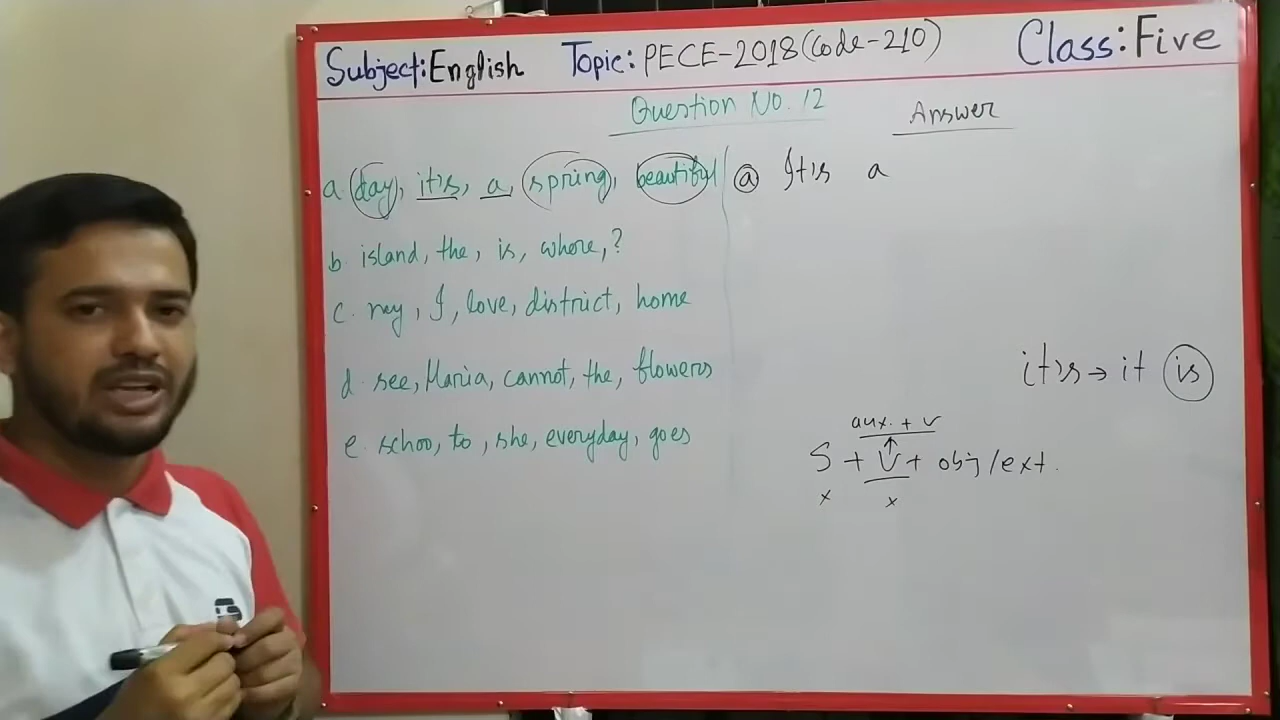 Subject: English Topic: PECE-2018 (Code-210) Class: Five
Question No. 12 Answer
a. day, it's, a, spring, beautiful
ⓐ It's a
b. island, the, is, where, ?
c. my, I, love, district, home
d. see, Maria, cannot, the, flowers
e. schoo, to, she, everyday, goes
it's → it is
aux. + v
S + V + obj/ext.
x x